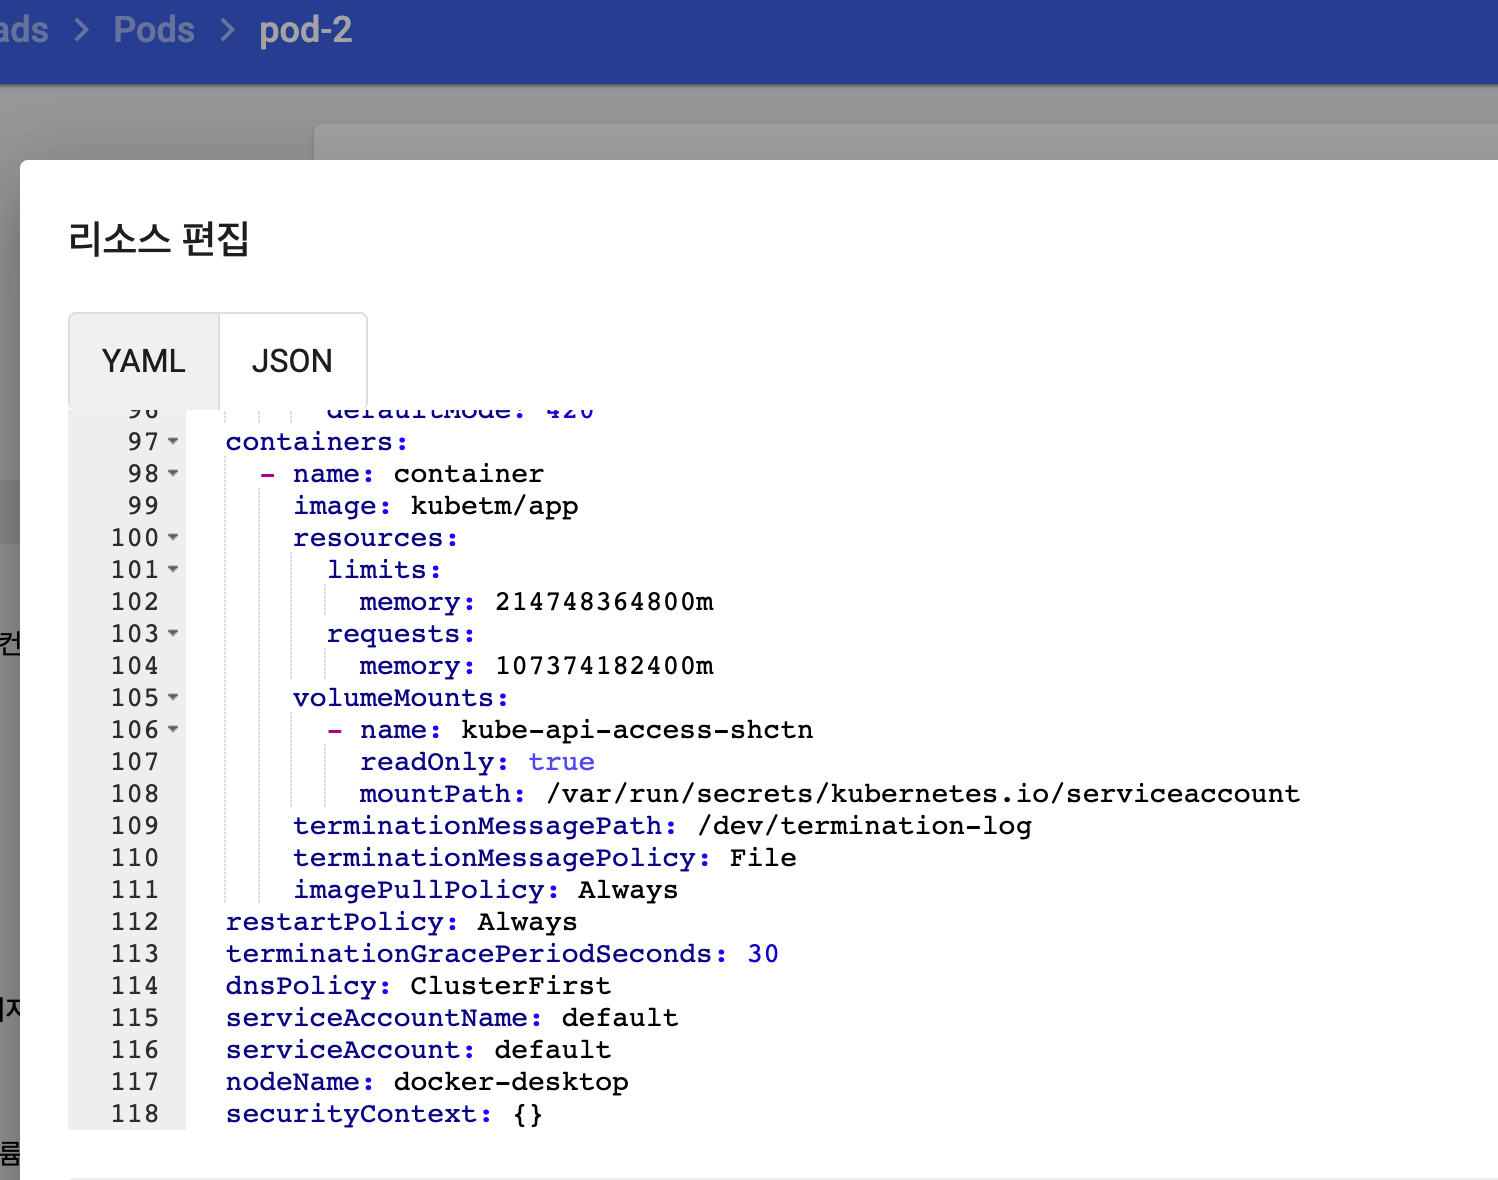 ads > Pods > pod-2
리소스 편집
YAML JSON
96 defaultMode: 420
97 containers:
98 - name: container
99 image: kubetm/app
100 resources:
101 limits:
102 memory: 214748364800m
103 requests:
104 memory: 107374182400m
105 volumeMounts:
106 - name: kube-api-access-shctn
107 readOnly: true
108 mountPath: /var/run/secrets/kubernetes.io/serviceaccount
109 terminationMessagePath: /dev/termination-log
110 terminationMessagePolicy: File
111 imagePullPolicy: Always
112 restartPolicy: Always
113 terminationGracePeriodSeconds: 30
114 dnsPolicy: ClusterFirst
115 serviceAccountName: default
116 serviceAccount: default
117 nodeName: docker-desktop
118 securityContext: {}